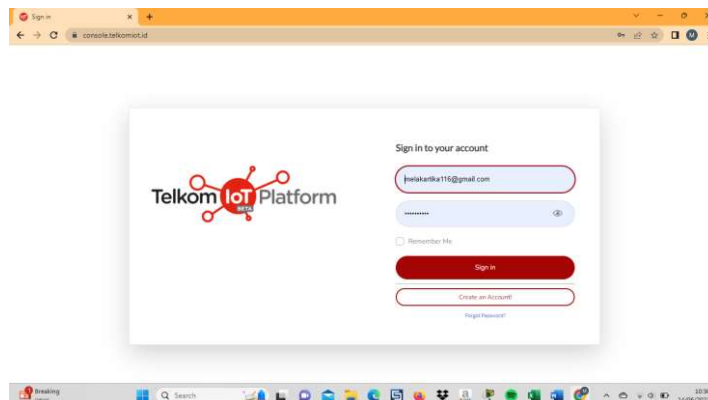 Sign in
console.telkomiot.id
Telkom IoT Platform
BETA
Sign in to your account
melakartika116@gmail.com
Remember Me
Sign in
Create an Account!
Forgot Password?
Breaking
Search